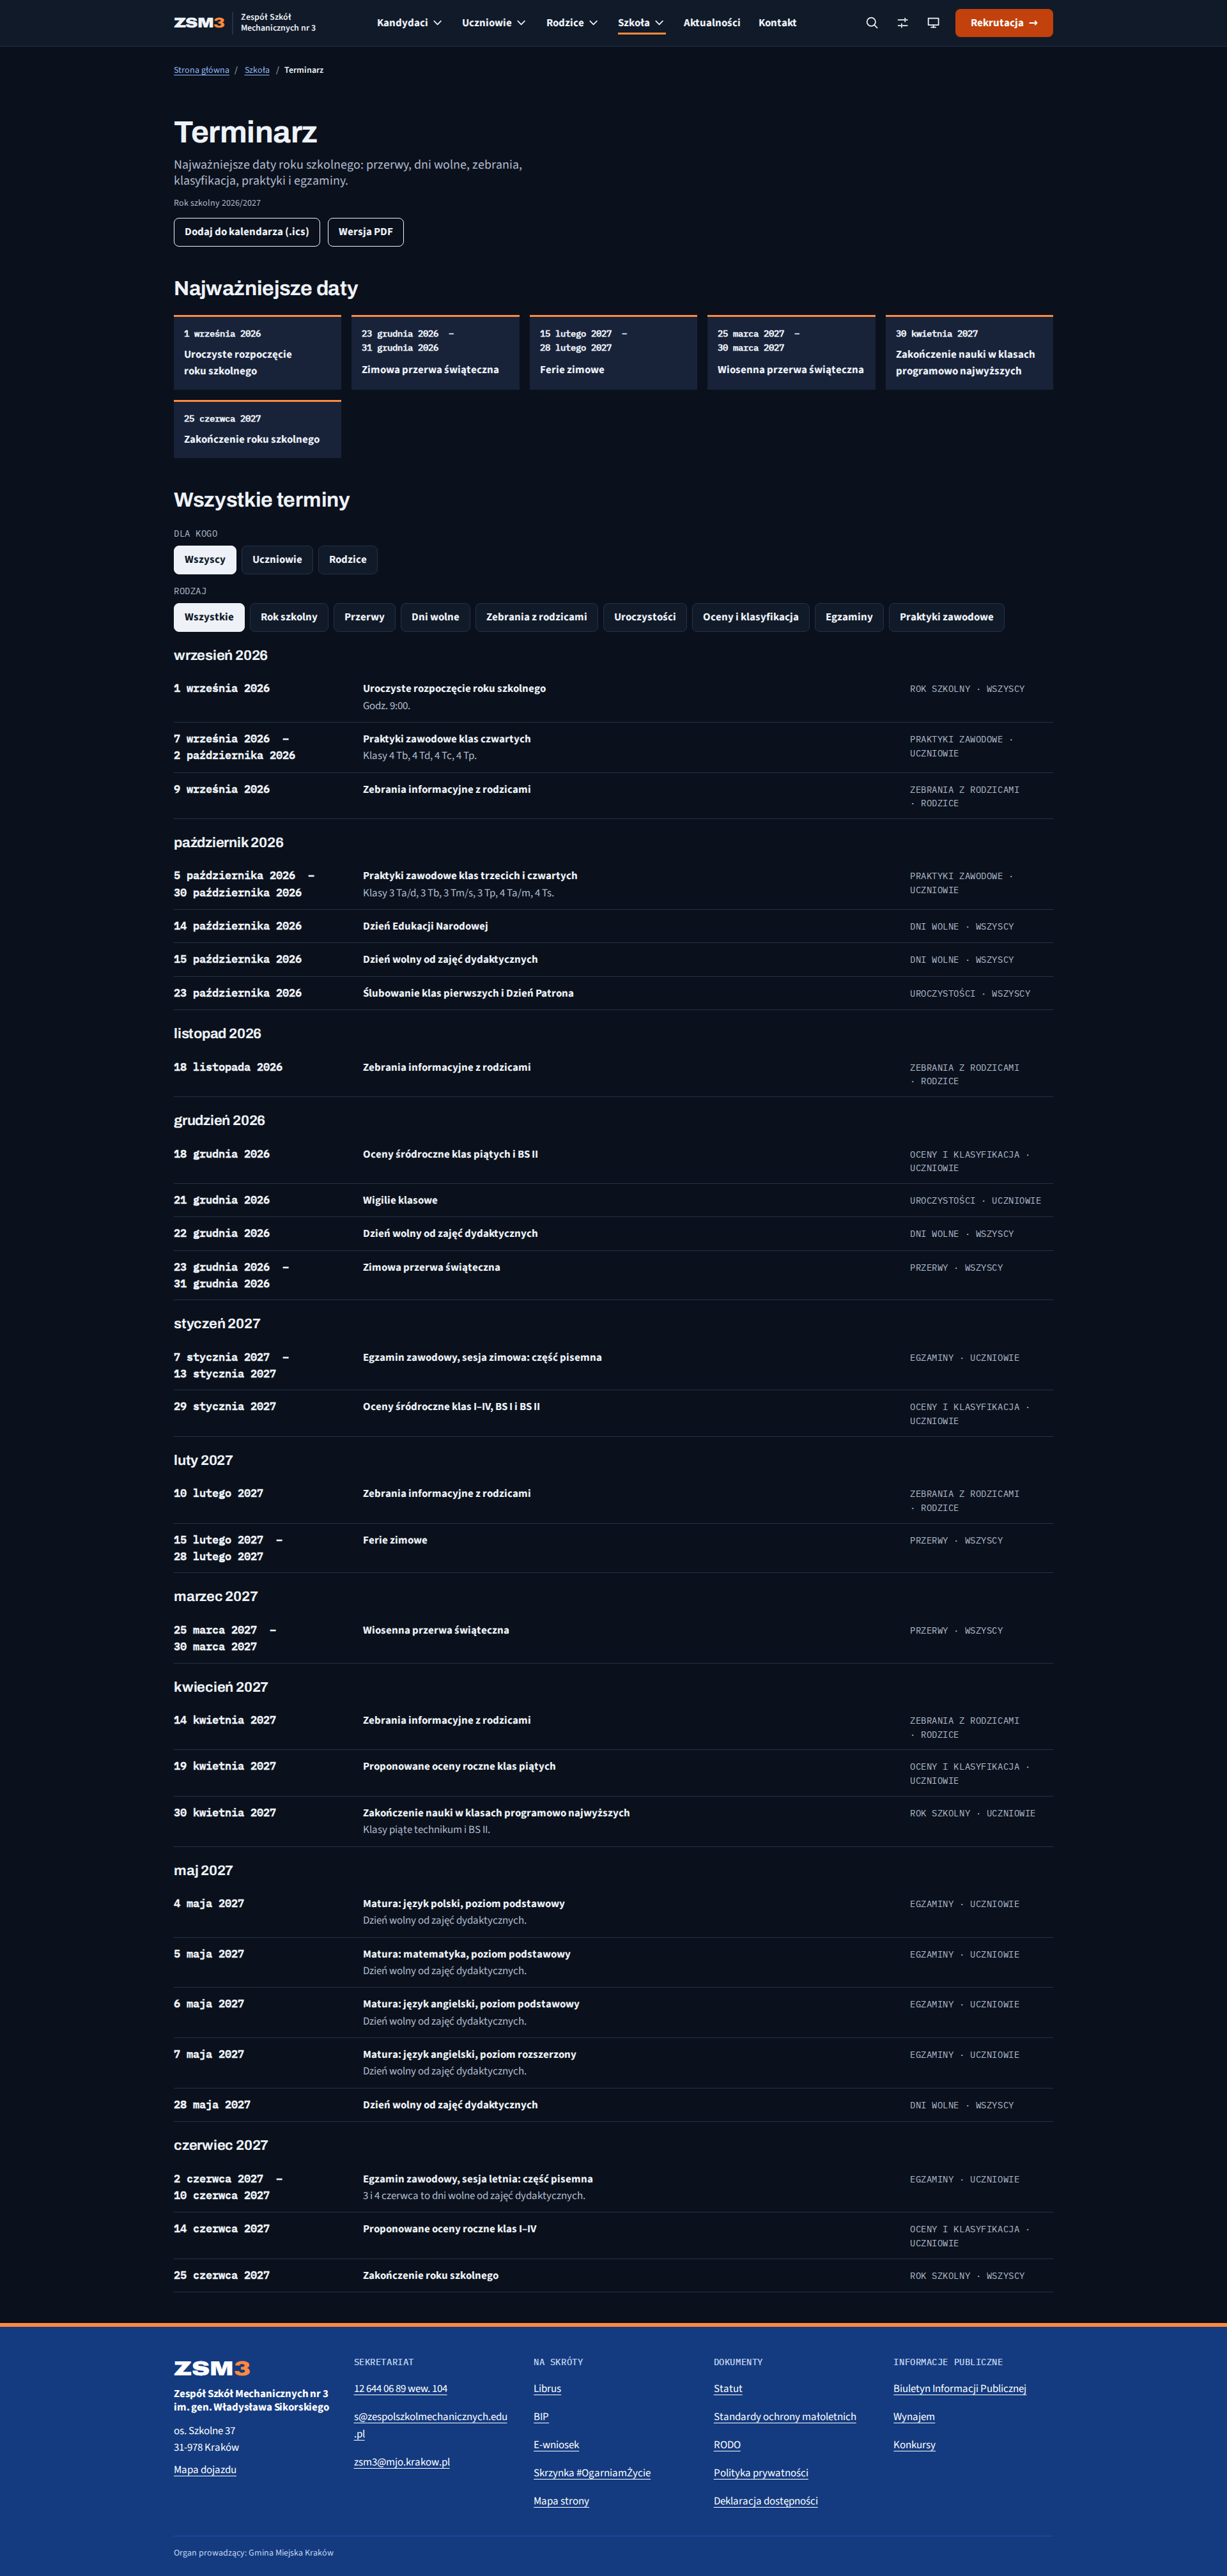 ZSM3
Zespół Szkół
Mechanicznych nr 3
Kandydaci
Uczniowie
Rodzice
Szkoła
Aktualności
Kontakt
Rekrutacja →
Strona główna / Szkoła / Terminarz
Terminarz
Najważniejsze daty roku szkolnego: przerwy, dni wolne, zebrania,
klasyfikacja, praktyki i egzaminy.
Rok szkolny 2026/2027
Dodaj do kalendarza (.ics)
Wersja PDF
Najważniejsze daty
1 września 2026
Uroczyste rozpoczęcie
roku szkolnego
23 grudnia 2026 –
31 grudnia 2026
Zimowa przerwa świąteczna
15 lutego 2027 –
28 lutego 2027
Ferie zimowe
25 marca 2027 –
30 marca 2027
Wiosenna przerwa świąteczna
30 kwietnia 2027
Zakończenie nauki w klasach
programowo najwyższych
25 czerwca 2027
Zakończenie roku szkolnego
Wszystkie terminy
DLA KOGO
Wszyscy
Uczniowie
Rodzice
RODZAJ
Wszystkie
Rok szkolny
Przerwy
Dni wolne
Zebrania z rodzicami
Uroczystości
Oceny i klasyfikacja
Egzaminy
Praktyki zawodowe
wrzesień 2026
1 września 2026
Uroczyste rozpoczęcie roku szkolnego
Godz. 9:00.
ROK SZKOLNY · WSZYSCY
7 września 2026 –
2 października 2026
Praktyki zawodowe klas czwartych
Klasy 4 Tb, 4 Td, 4 Tc, 4 Tp.
PRAKTYKI ZAWODOWE ·
UCZNIOWIE
9 września 2026
Zebrania informacyjne z rodzicami
ZEBRANIA Z RODZICAMI
· RODZICE
październik 2026
5 października 2026 –
30 października 2026
Praktyki zawodowe klas trzecich i czwartych
Klasy 3 Ta/d, 3 Tb, 3 Tm/s, 3 Tp, 4 Ta/m, 4 Ts.
PRAKTYKI ZAWODOWE ·
UCZNIOWIE
14 października 2026
Dzień Edukacji Narodowej
DNI WOLNE · WSZYSCY
15 października 2026
Dzień wolny od zajęć dydaktycznych
DNI WOLNE · WSZYSCY
23 października 2026
Ślubowanie klas pierwszych i Dzień Patrona
UROCZYSTOŚCI · WSZYSCY
listopad 2026
18 listopada 2026
Zebrania informacyjne z rodzicami
ZEBRANIA Z RODZICAMI
· RODZICE
grudzień 2026
18 grudnia 2026
Oceny śródroczne klas piątych i BS II
OCENY I KLASYFIKACJA ·
UCZNIOWIE
21 grudnia 2026
Wigilie klasowe
UROCZYSTOŚCI · UCZNIOWIE
22 grudnia 2026
Dzień wolny od zajęć dydaktycznych
DNI WOLNE · WSZYSCY
23 grudnia 2026 –
31 grudnia 2026
Zimowa przerwa świąteczna
PRZERWY · WSZYSCY
styczeń 2027
7 stycznia 2027 –
13 stycznia 2027
Egzamin zawodowy, sesja zimowa: część pisemna
EGZAMINY · UCZNIOWIE
29 stycznia 2027
Oceny śródroczne klas I–IV, BS I i BS II
OCENY I KLASYFIKACJA ·
UCZNIOWIE
luty 2027
10 lutego 2027
Zebrania informacyjne z rodzicami
ZEBRANIA Z RODZICAMI
· RODZICE
15 lutego 2027 –
28 lutego 2027
Ferie zimowe
PRZERWY · WSZYSCY
marzec 2027
25 marca 2027 –
30 marca 2027
Wiosenna przerwa świąteczna
PRZERWY · WSZYSCY
kwiecień 2027
14 kwietnia 2027
Zebrania informacyjne z rodzicami
ZEBRANIA Z RODZICAMI
· RODZICE
19 kwietnia 2027
Proponowane oceny roczne klas piątych
OCENY I KLASYFIKACJA ·
UCZNIOWIE
30 kwietnia 2027
Zakończenie nauki w klasach programowo najwyższych
Klasy piąte technikum i BS II.
ROK SZKOLNY · UCZNIOWIE
maj 2027
4 maja 2027
Matura: język polski, poziom podstawowy
Dzień wolny od zajęć dydaktycznych.
EGZAMINY · UCZNIOWIE
5 maja 2027
Matura: matematyka, poziom podstawowy
Dzień wolny od zajęć dydaktycznych.
EGZAMINY · UCZNIOWIE
6 maja 2027
Matura: język angielski, poziom podstawowy
Dzień wolny od zajęć dydaktycznych.
EGZAMINY · UCZNIOWIE
7 maja 2027
Matura: język angielski, poziom rozszerzony
Dzień wolny od zajęć dydaktycznych.
EGZAMINY · UCZNIOWIE
28 maja 2027
Dzień wolny od zajęć dydaktycznych
DNI WOLNE · WSZYSCY
czerwiec 2027
2 czerwca 2027 –
10 czerwca 2027
Egzamin zawodowy, sesja letnia: część pisemna
3 i 4 czerwca to dni wolne od zajęć dydaktycznych.
EGZAMINY · UCZNIOWIE
14 czerwca 2027
Proponowane oceny roczne klas I–IV
OCENY I KLASYFIKACJA ·
UCZNIOWIE
25 czerwca 2027
Zakończenie roku szkolnego
ROK SZKOLNY · WSZYSCY
ZSM3
Zespół Szkół Mechanicznych nr 3
im. gen. Władysława Sikorskiego
os. Szkolne 37
31-978 Kraków
Mapa dojazdu
SEKRETARIAT
12 644 06 89 wew. 104
s@zespolszkolmechanicznych.edu
.pl
zsm3@mjo.krakow.pl
NA SKRÓTY
Librus
BIP
E-wniosek
Skrzynka #OgarniamŻycie
Mapa strony
DOKUMENTY
Statut
Standardy ochrony małoletnich
RODO
Polityka prywatności
Deklaracja dostępności
INFORMACJE PUBLICZNE
Biuletyn Informacji Publicznej
Wynajem
Konkursy
Organ prowadzący: Gmina Miejska Kraków